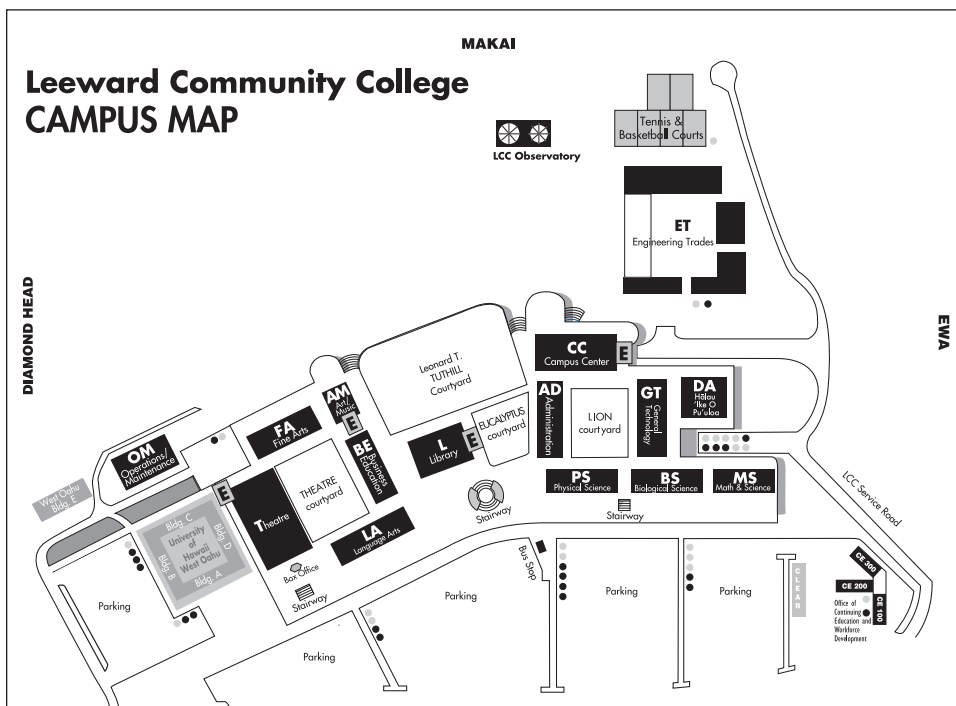 MAKAI
Leeward Community College
CAMPUS MAP
Tennis &
Basketball Courts
LCC Observatory
ET
Engineering Trades
DIAMOND HEAD
EWA
Leonard T.
TUTHILL
Courtyard
CC
Campus Center
E
AD
Administration
LION
courtyard
GT
General
Technology
DA
Hālau
'Ike O
Pu'uloa
AM
Art/
Music
E
FA
Fine Arts
BE
Business
Education
L
Library
E
EUCALYPTUS
courtyard
OM
Operations/
Maintenance
West Oahu
Bldg. E
E
THEATRE
courtyard
Theatre
PS
Physical Science
BS
Biological Science
MS
Math & Science
Stairway
Stairway
LCC Service Road
Bldg. C
University
of
Hawaii
West Oahu
Bldg. D
Bldg. B
Bldg. A
LA
Language Arts
Box Office
Stairway
Bus Stop
Parking
Parking
Parking
Parking
Parking
CLEAR
CE 300
CE 200
CE 100
Office of
Continuing
Education and
Workforce
Development